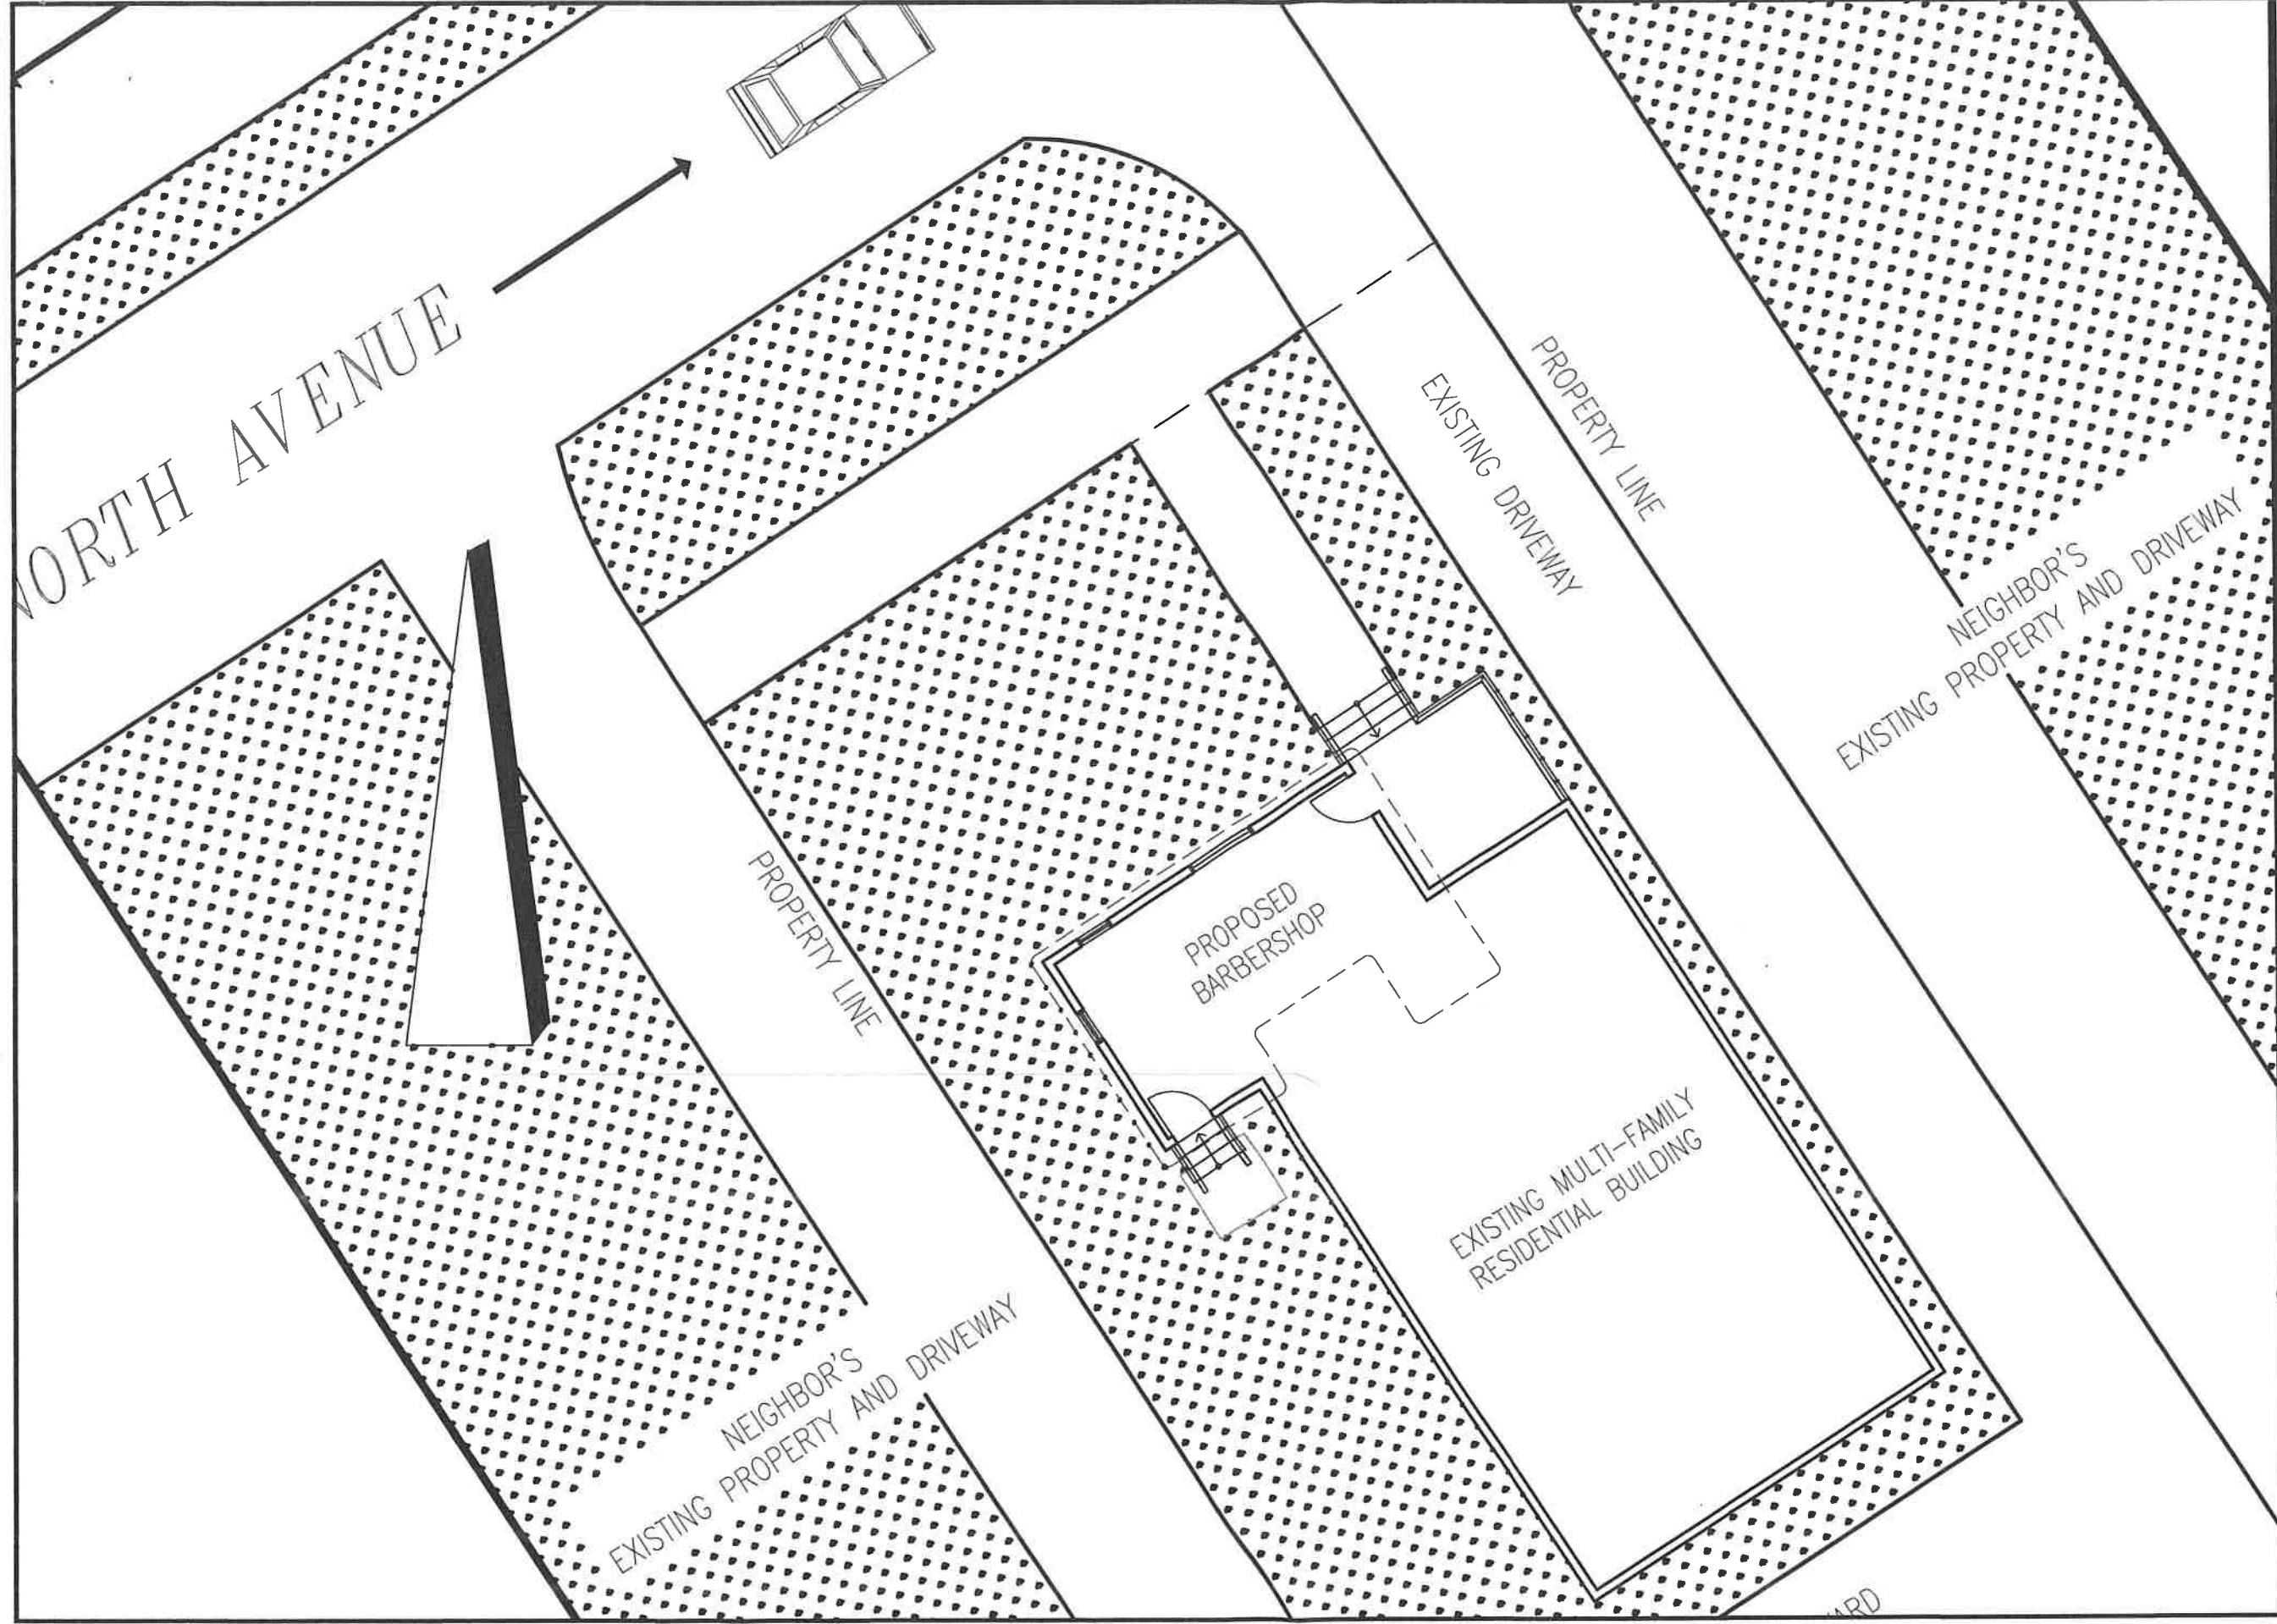 NORTH AVENUE
PROPERTY LINE
EXISTING DRIVEWAY
NEIGHBOR'S
EXISTING PROPERTY AND DRIVEWAY
PROPERTY LINE
PROPOSED
BARBERSHOP
EXISTING MULTI-FAMILY
RESIDENTIAL BUILDING
NEIGHBOR'S
EXISTING PROPERTY AND DRIVEWAY